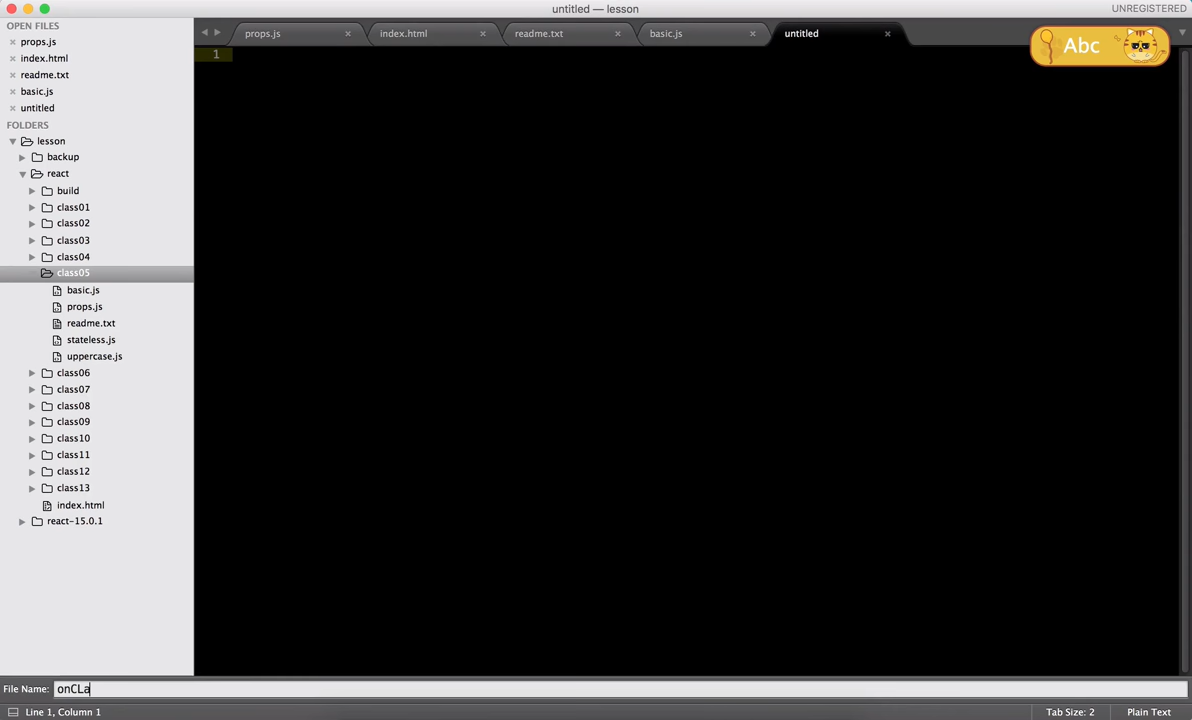 untitled — lesson
UNREGISTERED
OPEN FILES
props.js
index.html
readme.txt
basic.js
untitled
FOLDERS
lesson
backup
react
build
class01
class02
class03
class04
class05
basic.js
props.js
readme.txt
stateless.js
uppercase.js
class06
class07
class08
class09
class10
class11
class12
class13
index.html
react-15.0.1
props.js
index.html
readme.txt
basic.js
untitled
Abc
1
File Name: onCLa
Line 1, Column 1
Tab Size: 2
Plain Text